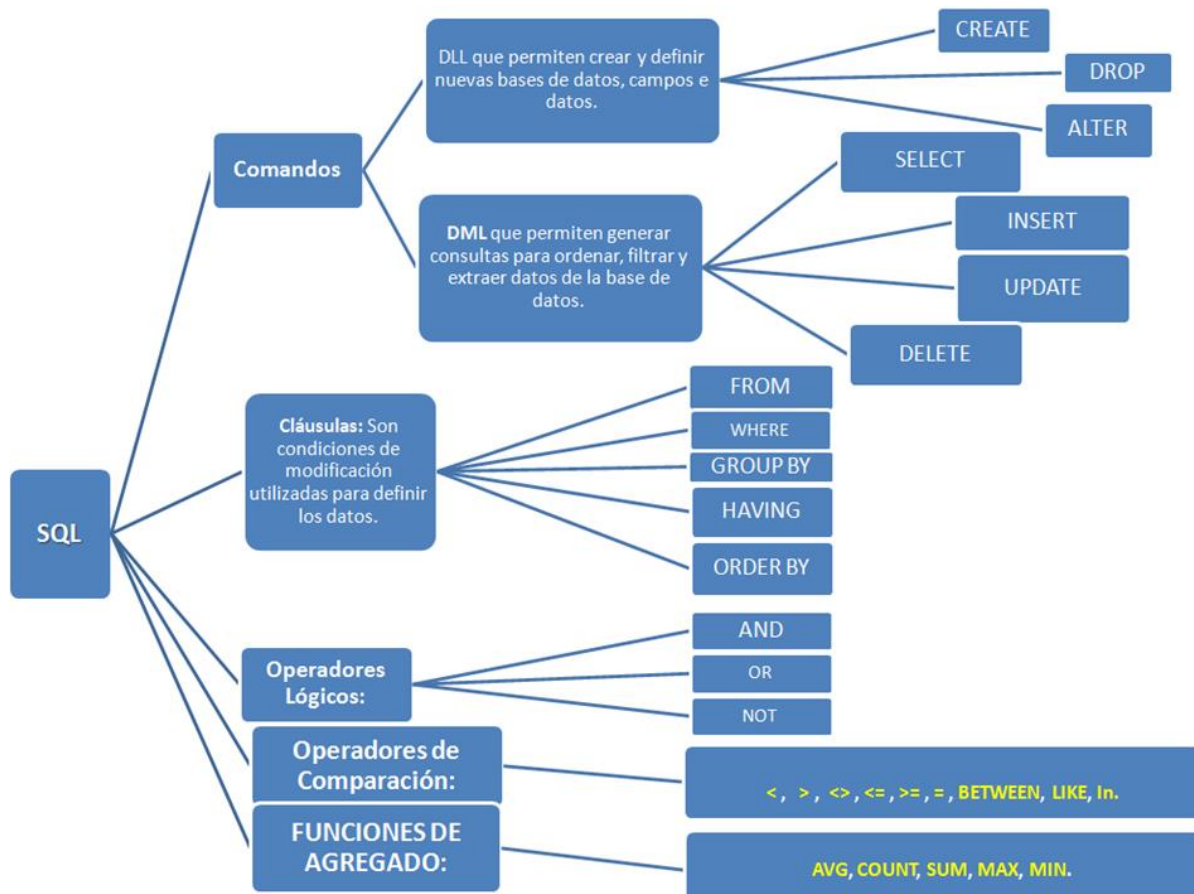 SQL
Comandos
DLL que permiten crear y definir
nuevas bases de datos, campos e
datos.
CREATE
DROP
ALTER
DML que permiten generar
consultas para ordenar, filtrar y
extraer datos de la base de
datos.
SELECT
INSERT
UPDATE
DELETE
Cláusulas: Son
condiciones de
modificación
utilizadas para definir
los datos.
FROM
WHERE
GROUP BY
HAVING
ORDER BY
Operadores
Lógicos:
AND
OR
NOT
Operadores de
Comparación:
< , > , <> , <= , >= , = , BETWEEN, LIKE, In.
FUNCIONES DE
AGREGADO:
AVG, COUNT, SUM, MAX, MIN.